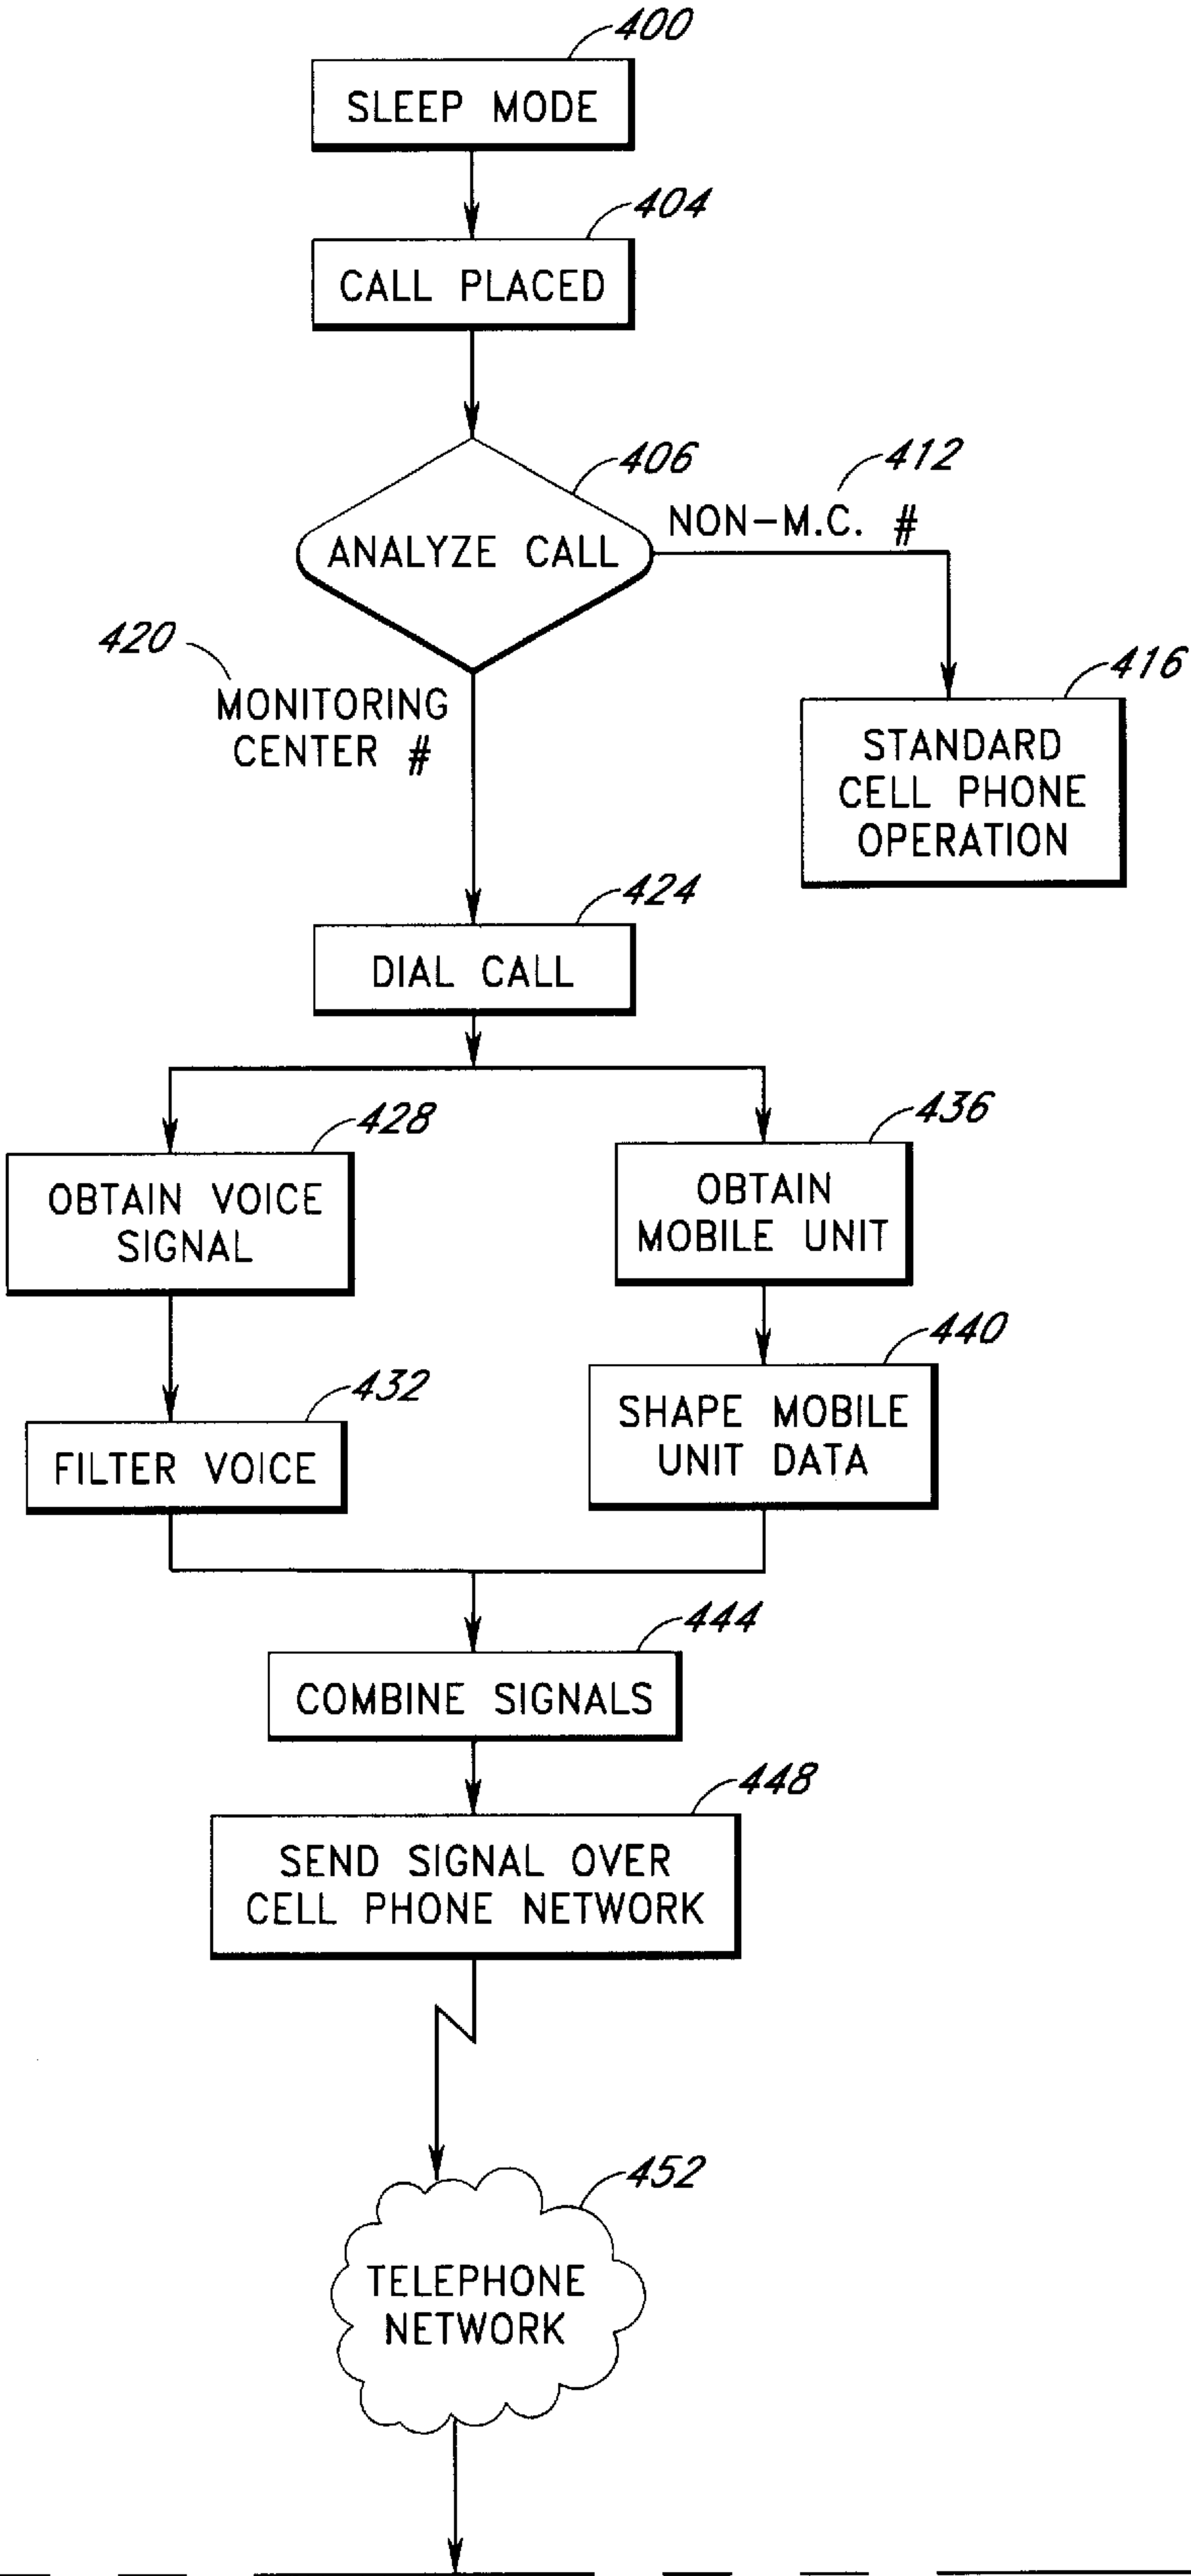 400
SLEEP MODE
404
CALL PLACED
406
412
NON-M.C. #
ANALYZE CALL
420
MONITORING
CENTER #
416
STANDARD
CELL PHONE
OPERATION
424
DIAL CALL
428
OBTAIN VOICE
SIGNAL
436
OBTAIN
MOBILE UNIT
432
FILTER VOICE
440
SHAPE MOBILE
UNIT DATA
444
COMBINE SIGNALS
448
SEND SIGNAL OVER
CELL PHONE NETWORK
452
TELEPHONE
NETWORK